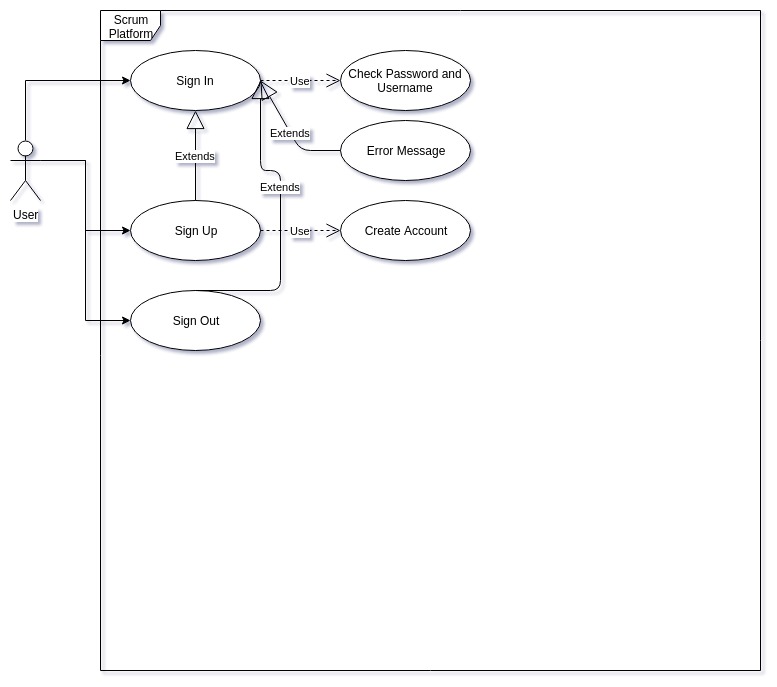 Scrum
Platform
Sign In
Use
Check Password and
Username
Extends
Error Message
Extends
Extends
User
Sign Up
Use
Create Account
Sign Out